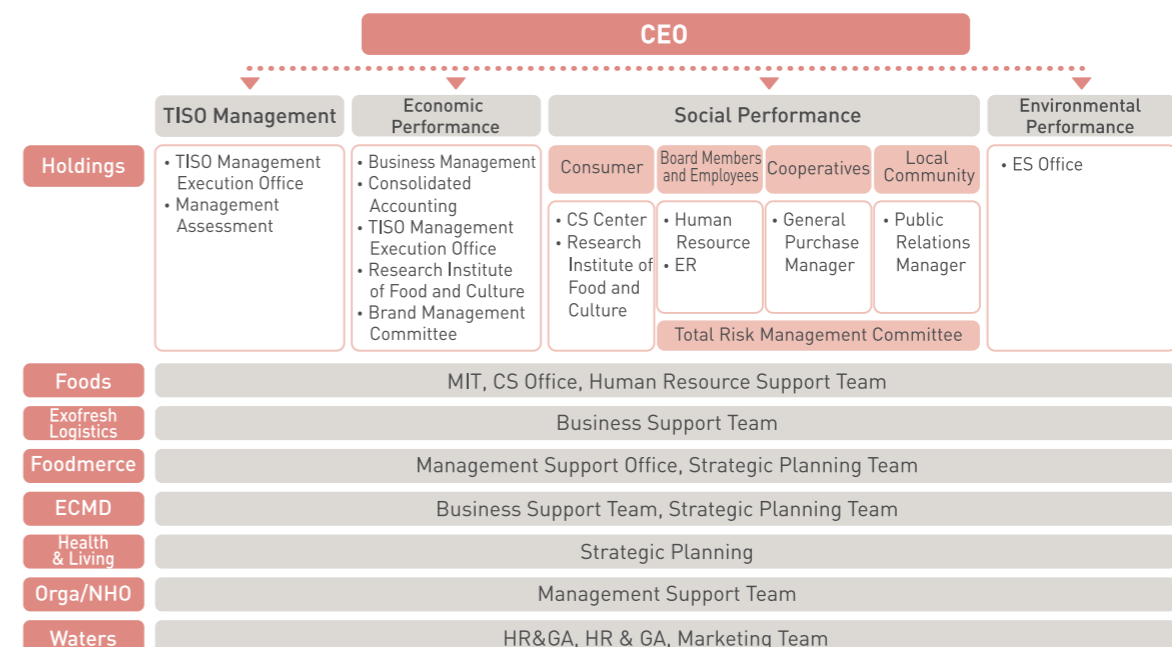 CEO
TISO Management
Economic
Performance
Social Performance
Environmental
Performance
Holdings
• TISO Management
Execution Office
• Management
Assessment
• Business Management
• Consolidated
Accounting
• TISO Management
Execution Office
• Research Institute
of Food and Culture
• Brand Management
Committee
Consumer
• CS Center
• Research
Institute of
Food and
Culture
Board Members
and Employees
• Human
Resource
• ER
Cooperatives
• General
Purchase
Manager
Local
Community
• Public
Relations
Manager
Total Risk Management Committee
• ES Office
Foods
MIT, CS Office, Human Resource Support Team
Exofresh
Logistics
Business Support Team
Foodmerce
Management Support Office, Strategic Planning Team
ECMD
Business Support Team, Strategic Planning Team
Health
& Living
Strategic Planning
Orga/NHO
Management Support Team
Waters
HR&GA, HR & GA, Marketing Team